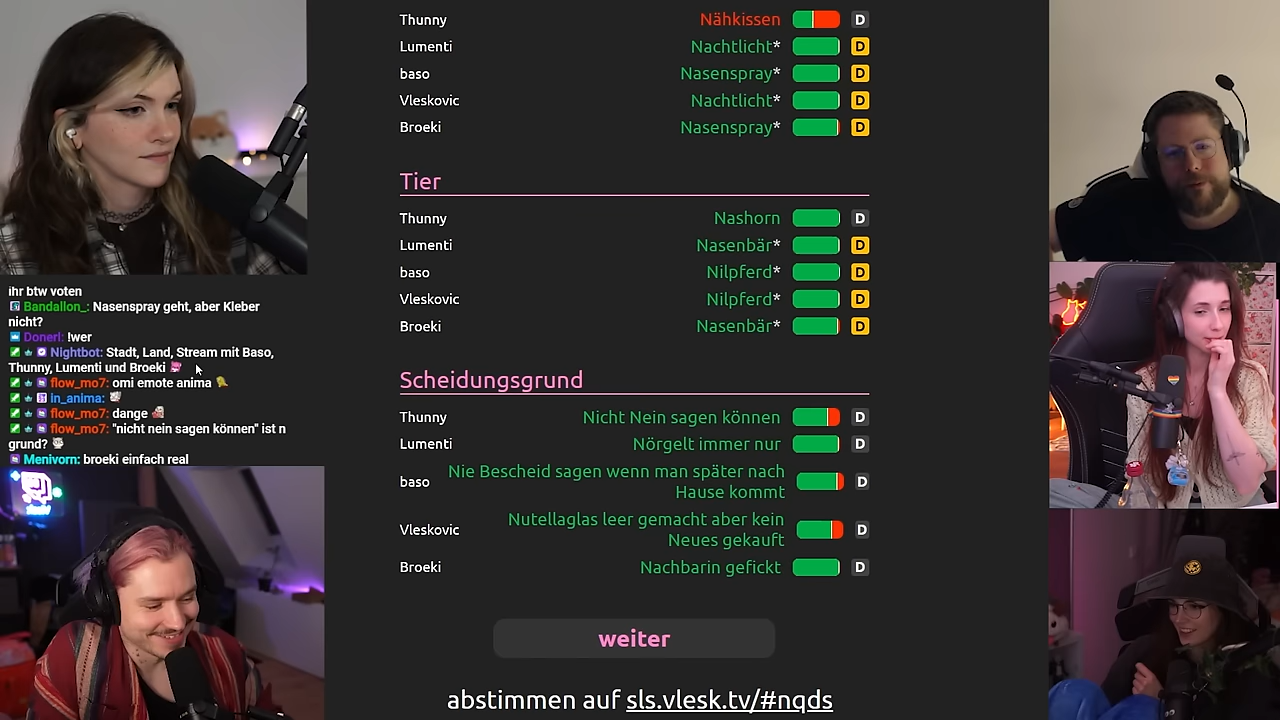 Thunny Nähkissen D
Lumenti Nachtlicht* D
baso Nasenspray* D
Vleskovic Nachtlicht* D
Broeki Nasenspray* D
Tier
Thunny Nashorn D
Lumenti Nasenbär* D
baso Nilpferd* D
Vleskovic Nilpferd* D
Broeki Nasenbär* D
Scheidungsgrund
Thunny Nicht Nein sagen können D
Lumenti Nörgelt immer nur D
baso Nie Bescheid sagen wenn man später nach
Hause kommt D
Vleskovic Nutellaglas leer gemacht aber kein
Neues gekauft D
Broeki Nachbarin gefickt D
weiter
abstimmen auf sls.vlesk.tv/#nqds
ihr btw voten
Bandallon_: Nasenspray geht, aber Kleber
nicht?
Donerl: !wer
Nightbot: Stadt, Land, Stream mit Baso,
Thunny, Lumenti und Broeki
flow_mo7: omi emote anima
in_anima:
flow_mo7: dange
flow_mo7: "nicht nein sagen können" ist n
grund?
Menivorn: broeki einfach real